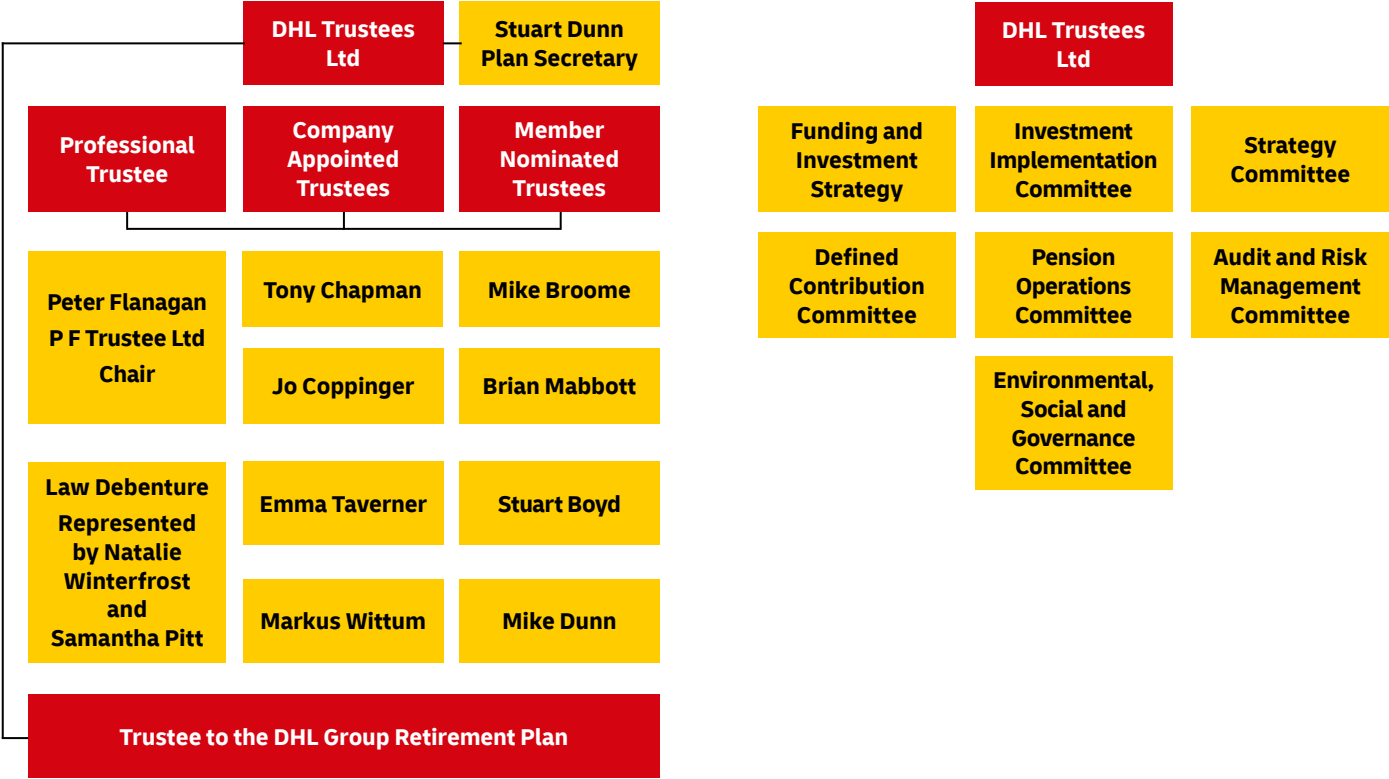 DHL Trustees
Ltd
Stuart Dunn
Plan Secretary
Professional
Trustee
Company
Appointed
Trustees
Member
Nominated
Trustees
Peter Flanagan
P F Trustee Ltd
Chair
Tony Chapman
Mike Broome
Jo Coppinger
Brian Mabbott
Law Debenture
Represented
by Natalie
Winterfrost
and
Samantha Pitt
Emma Taverner
Stuart Boyd
Markus Wittum
Mike Dunn
Trustee to the DHL Group Retirement Plan
DHL Trustees
Ltd
Funding and
Investment
Strategy
Investment
Implementation
Committee
Strategy
Committee
Defined
Contribution
Committee
Pension
Operations
Committee
Audit and Risk
Management
Committee
Environmental,
Social and
Governance
Committee